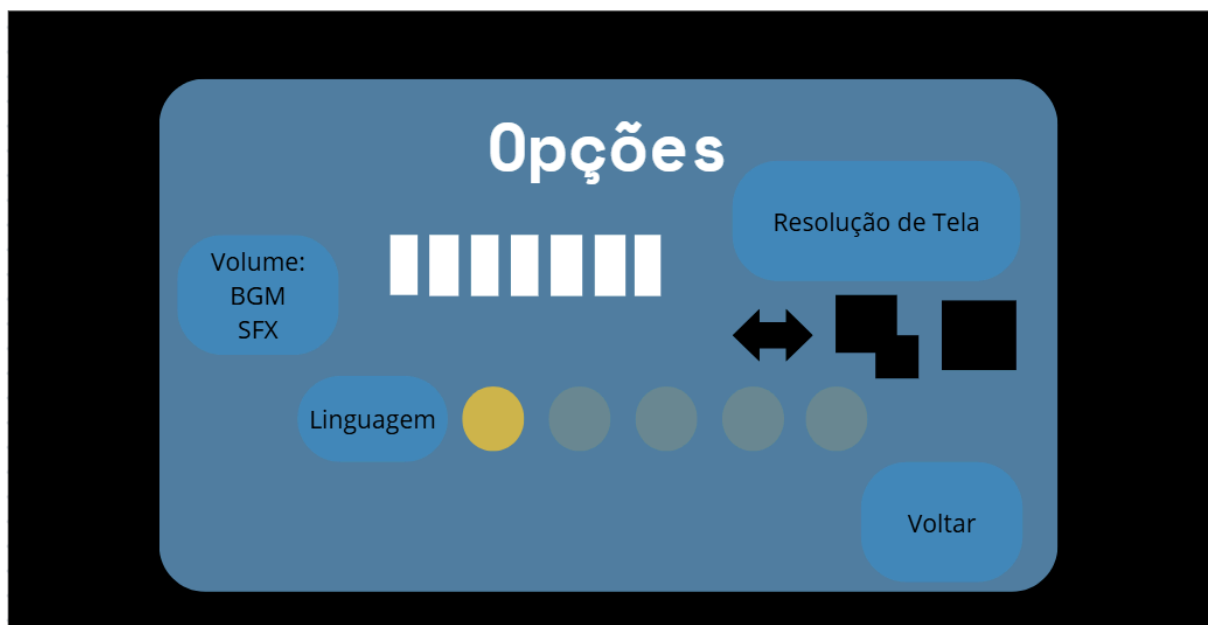 Opções
Resolução de Tela
Volume:
BGM
SFX
Linguagem
Voltar